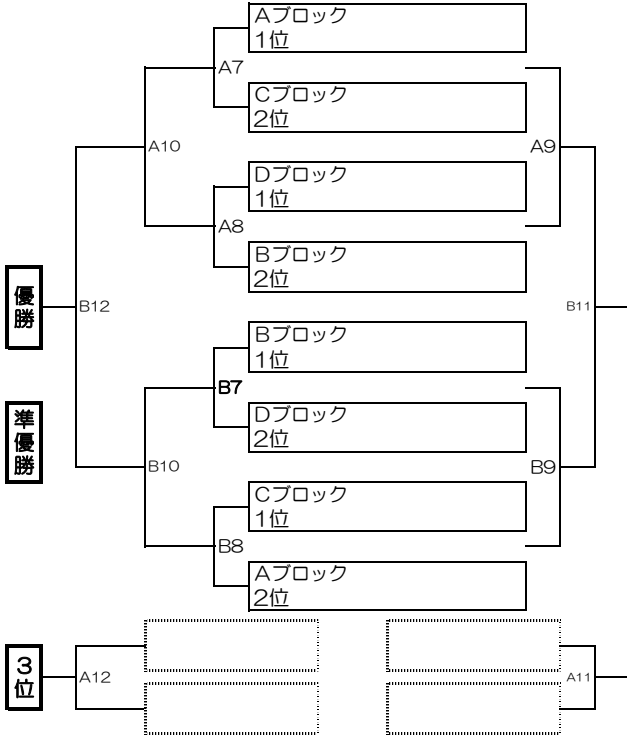 Aブロック
1位
A7
Cブロック
2位
A10
A9
Dブロック
1位
A8
Bブロック
2位
優勝
B12
B11
Bブロック
1位
B7
準優勝
Dブロック
2位
B10
B9
Cブロック
1位
B8
Aブロック
2位
3位
A12
A11